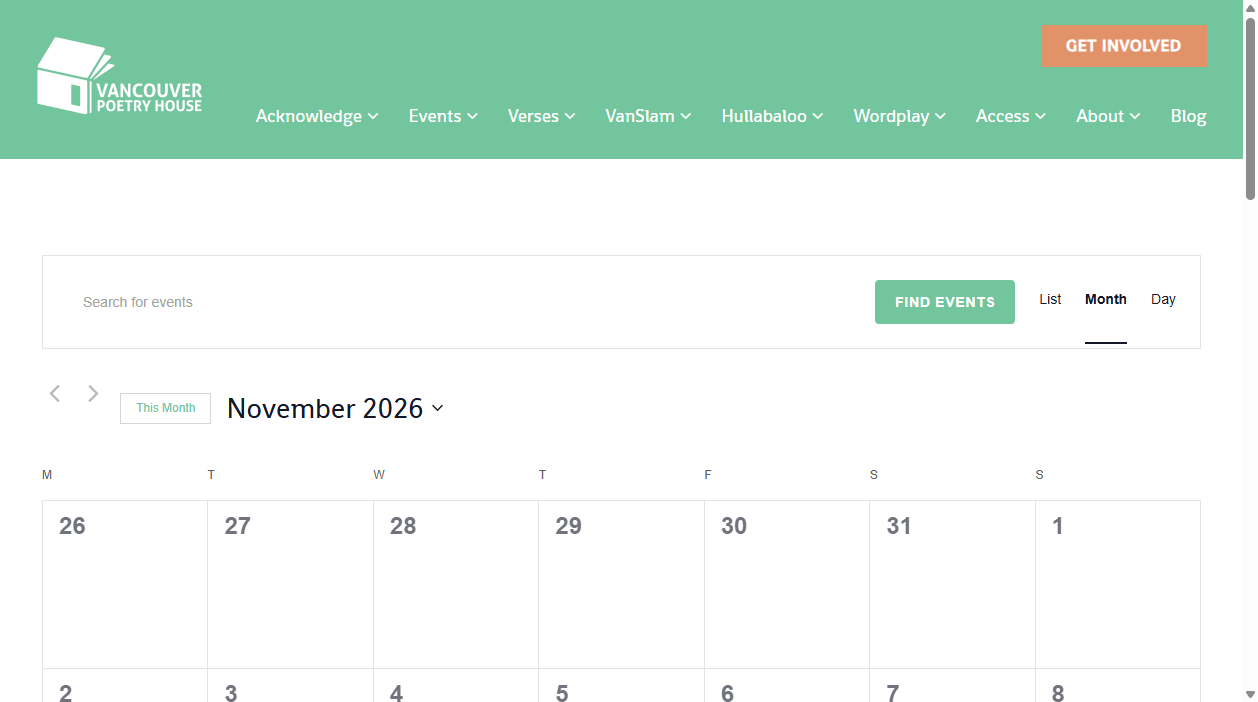 GET INVOLVED
VANCOUVER
POETRY HOUSE
Acknowledge Events Verses VanSlam Hullabaloo Wordplay Access About Blog
Search for events FIND EVENTS List Month Day
This Month November 2026
M T W T F S S
26 27 28 29 30 31 1
2 3 4 5 6 7 8